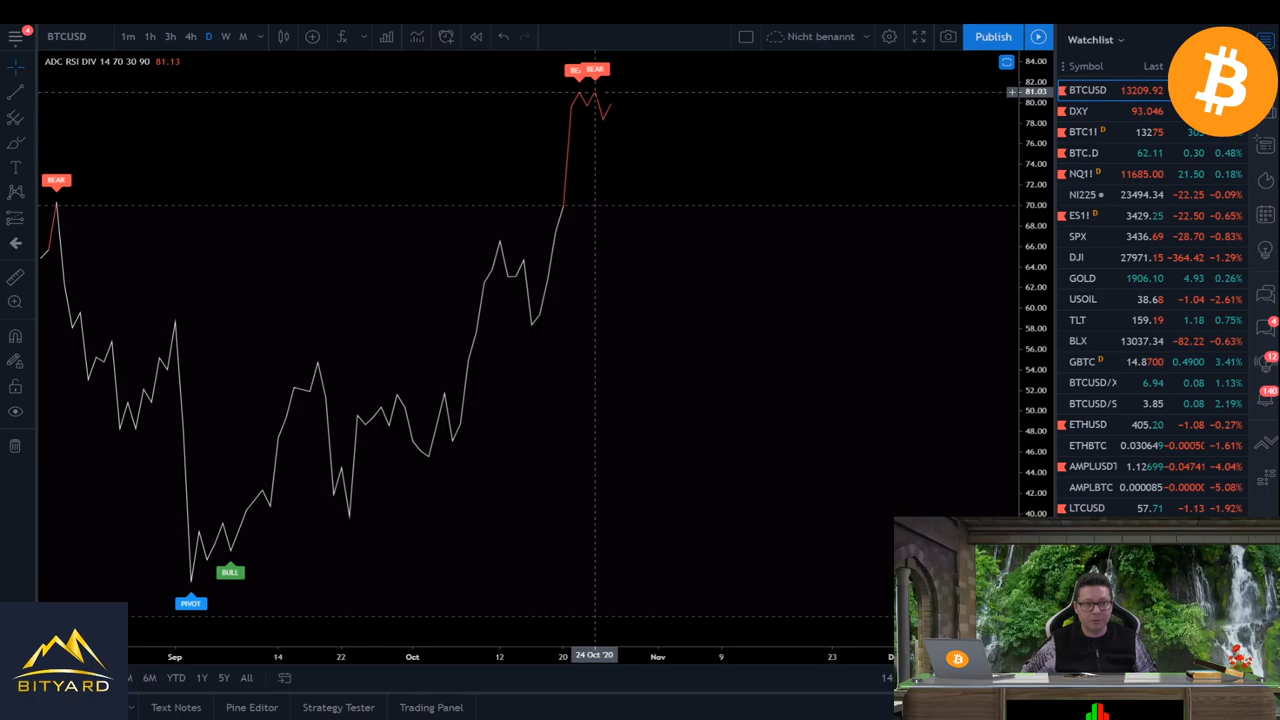 4
BTCUSD 1m 1h 3h 4h D W M Nicht benannt Publish
Watchlist
ADC RSI DIV 14 70 30 90 81.13
Symbol Last
BTCUSD 13209.92
DXY 93.046
BTC1! D 13275 305
BTC.D 62.11 0.30 0.48%
NQ1! D 11685.00 21.50 0.18%
NI225 23494.34 −22.25 −0.09%
ES1! D 3429.25 −22.50 −0.65%
SPX 3436.69 −28.70 −0.83%
DJI 27971.15 −364.42 −1.29%
GOLD 1906.10 4.93 0.26%
USOIL 38.68 −1.04 −2.61%
TLT 159.19 1.18 0.75%
BLX 13037.34 −82.22 −0.63%
GBTC D 14.8700 0.4900 3.41%
BTCUSD/X 6.94 0.08 1.13%
BTCUSD/S 3.85 0.08 2.19%
ETHUSD 405.20 −1.08 −0.27%
ETHBTC 0.030649 −0.0005 −1.61%
AMPLUSDT 1.12699 −0.04741 −4.04%
AMPLBTC 0.000085 −0.0000 −5.08%
LTCUSD 57.71 −1.13 −1.92%
4
12
140
84.00
82.00
81.03
80.00
78.00
76.00
74.00
72.00
70.00
68.00
66.00
64.00
62.00
60.00
58.00
56.00
54.00
52.00
50.00
48.00
46.00
44.00
42.00
40.00
BEAR
BEAR
BULL
PIVOT
Sep 14 22 Oct 12 20 24 Oct '20 Nov 9 23
6M YTD 1Y 5Y All 14
Text Notes Pine Editor Strategy Tester Trading Panel
BITYARD